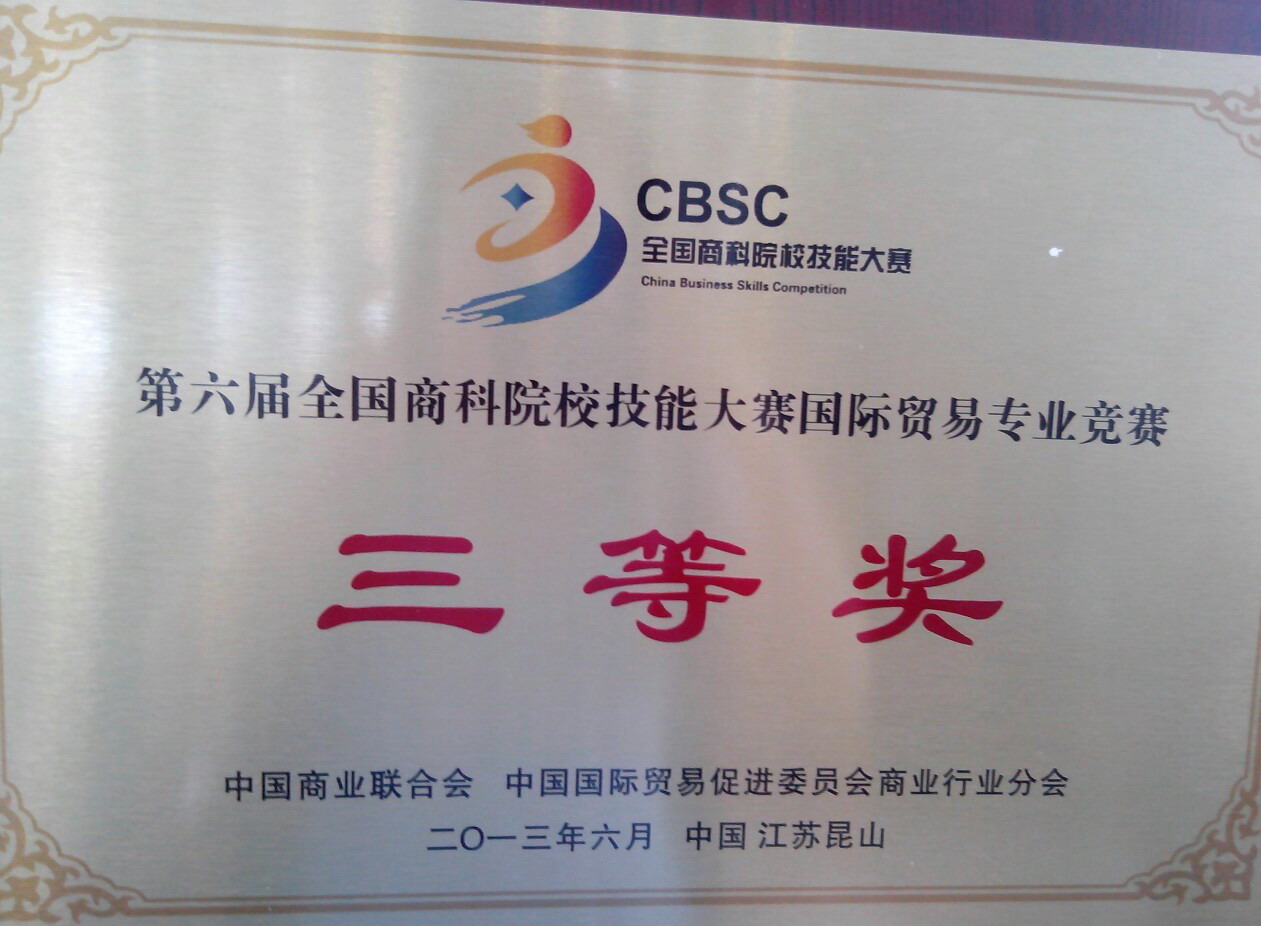 CBSC
全国商科院校技能大赛
China Business Skills Competition
第六届全国商科院校技能大赛国际贸易专业竞赛
三等奖
中国商业联合会 中国国际贸易促进委员会商业行业分会
二〇一三年六月 中国 江苏昆山